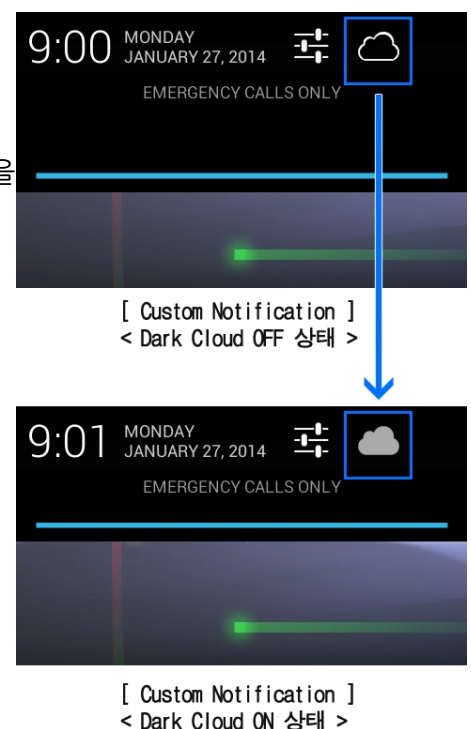 9:00 MONDAY
JANUARY 27, 2014
EMERGENCY CALLS ONLY
[ Custom Notification ]
< Dark Cloud OFF 상태 >
9:01 MONDAY
JANUARY 27, 2014
EMERGENCY CALLS ONLY
[ Custom Notification ]
< Dark Cloud ON 상태 >